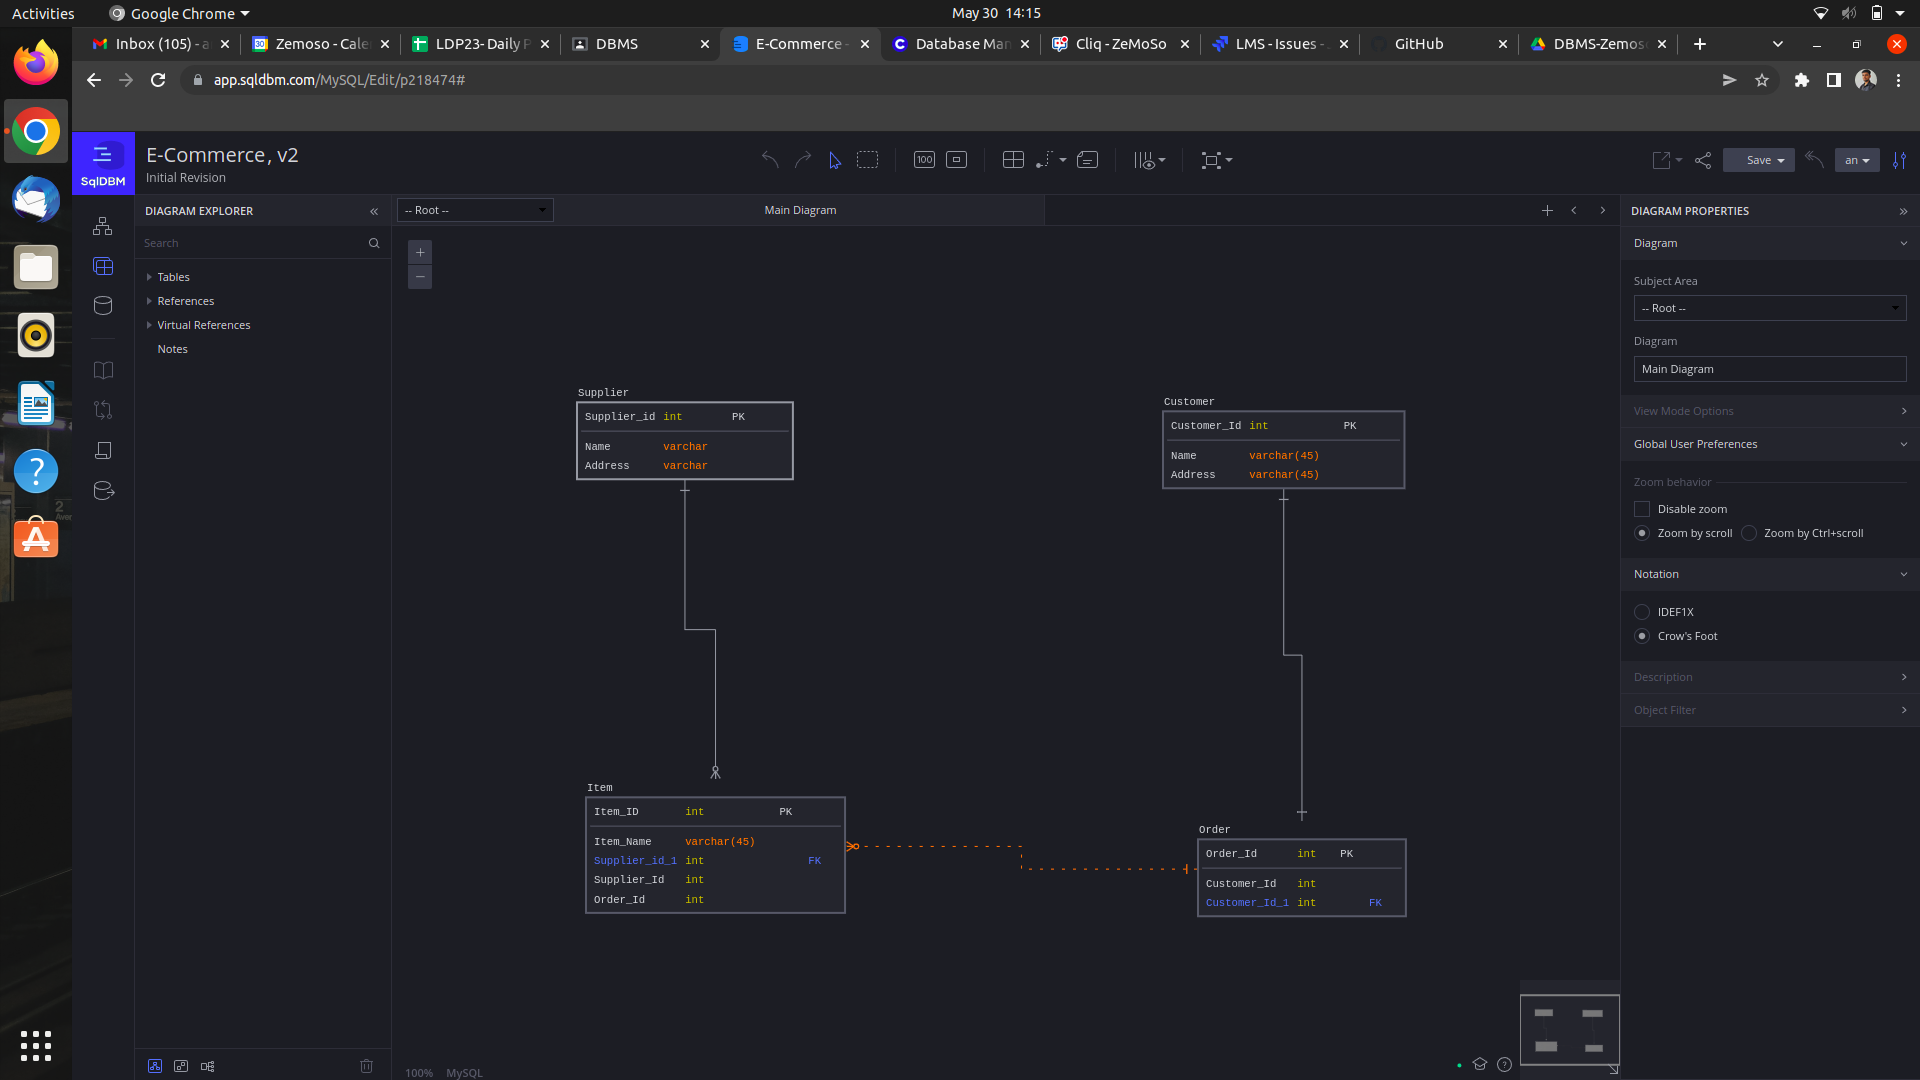 Activities
Google Chrome
May 30 14:15
Inbox (105) - a
Zemoso - Cale
LDP23- Daily P
DBMS
E-Commerce -
Database Man
Cliq - ZeMoSo
LMS - Issues -
GitHub
DBMS-Zemoso
app.sqldbm.com/MySQL/Edit/p218474#
SqlDBM
E-Commerce, v2
Initial Revision
100
Save
an
DIAGRAM EXPLORER
-- Root --
Main Diagram
DIAGRAM PROPERTIES
Search
Tables
References
Virtual References
Notes
Diagram
Subject Area
-- Root --
Diagram
Main Diagram
View Mode Options
Global User Preferences
Zoom behavior
Disable zoom
Zoom by scroll
Zoom by Ctrl+scroll
Notation
IDEF1X
Crow's Foot
Description
Object Filter
Supplier
Supplier_id int PK
Name varchar
Address varchar
Customer
Customer_Id int PK
Name varchar(45)
Address varchar(45)
Item
Item_ID int PK
Item_Name varchar(45)
Supplier_id_1 int FK
Supplier_Id int
Order_Id int
Order
Order_Id int PK
Customer_Id int
Customer_Id_1 int FK
100% MySQL